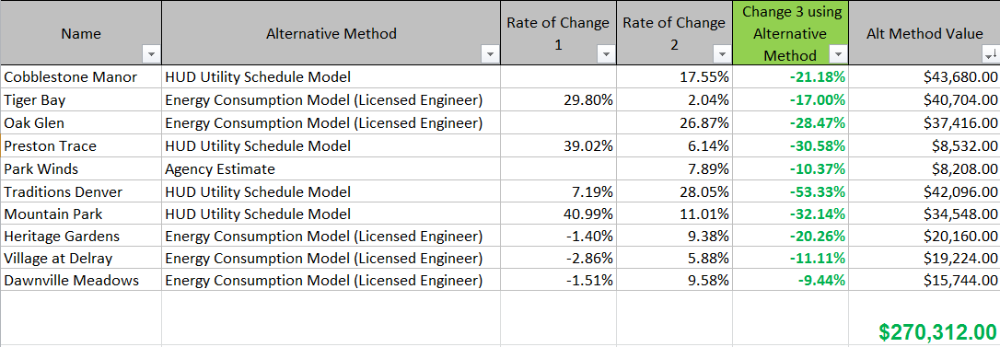 Name Alternative Method Rate of Change 1 Rate of Change 2 Change 3 using Alternative Method Alt Method Value
Cobblestone Manor HUD Utility Schedule Model 17.55% -21.18% $43,680.00
Tiger Bay Energy Consumption Model (Licensed Engineer) 29.80% 2.04% -17.00% $40,704.00
Oak Glen Energy Consumption Model (Licensed Engineer) 26.87% -28.47% $37,416.00
Preston Trace HUD Utility Schedule Model 39.02% 6.14% -30.58% $8,532.00
Park Winds Agency Estimate 7.89% -10.37% $8,208.00
Traditions Denver HUD Utility Schedule Model 7.19% 28.05% -53.33% $42,096.00
Mountain Park HUD Utility Schedule Model 40.99% 11.01% -32.14% $34,548.00
Heritage Gardens Energy Consumption Model (Licensed Engineer) -1.40% 9.38% -20.26% $20,160.00
Village at Delray Energy Consumption Model (Licensed Engineer) -2.86% 5.88% -11.11% $19,224.00
Dawnville Meadows Energy Consumption Model (Licensed Engineer) -1.51% 9.58% -9.44% $15,744.00
$270,312.00